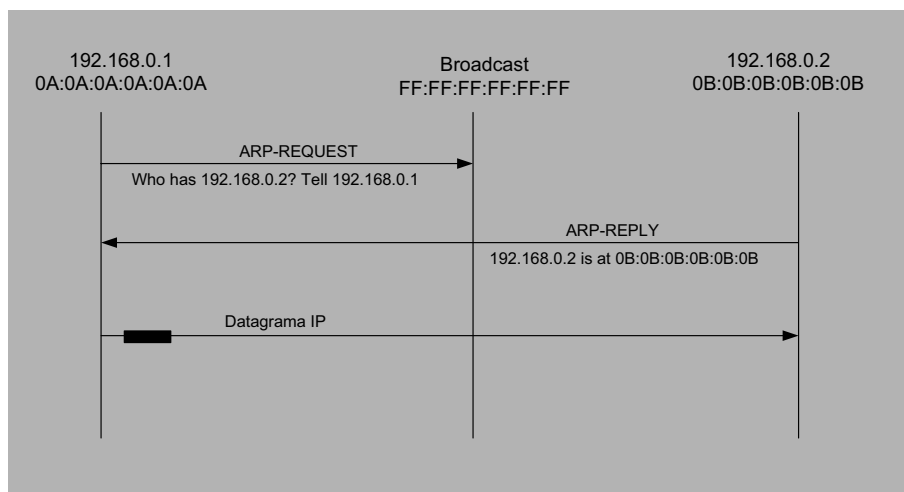 192.168.0.1
0A:0A:0A:0A:0A:0A
Broadcast
FF:FF:FF:FF:FF:FF
192.168.0.2
0B:0B:0B:0B:0B:0B
ARP-REQUEST
Who has 192.168.0.2? Tell 192.168.0.1
ARP-REPLY
192.168.0.2 is at 0B:0B:0B:0B:0B:0B
Datagrama IP